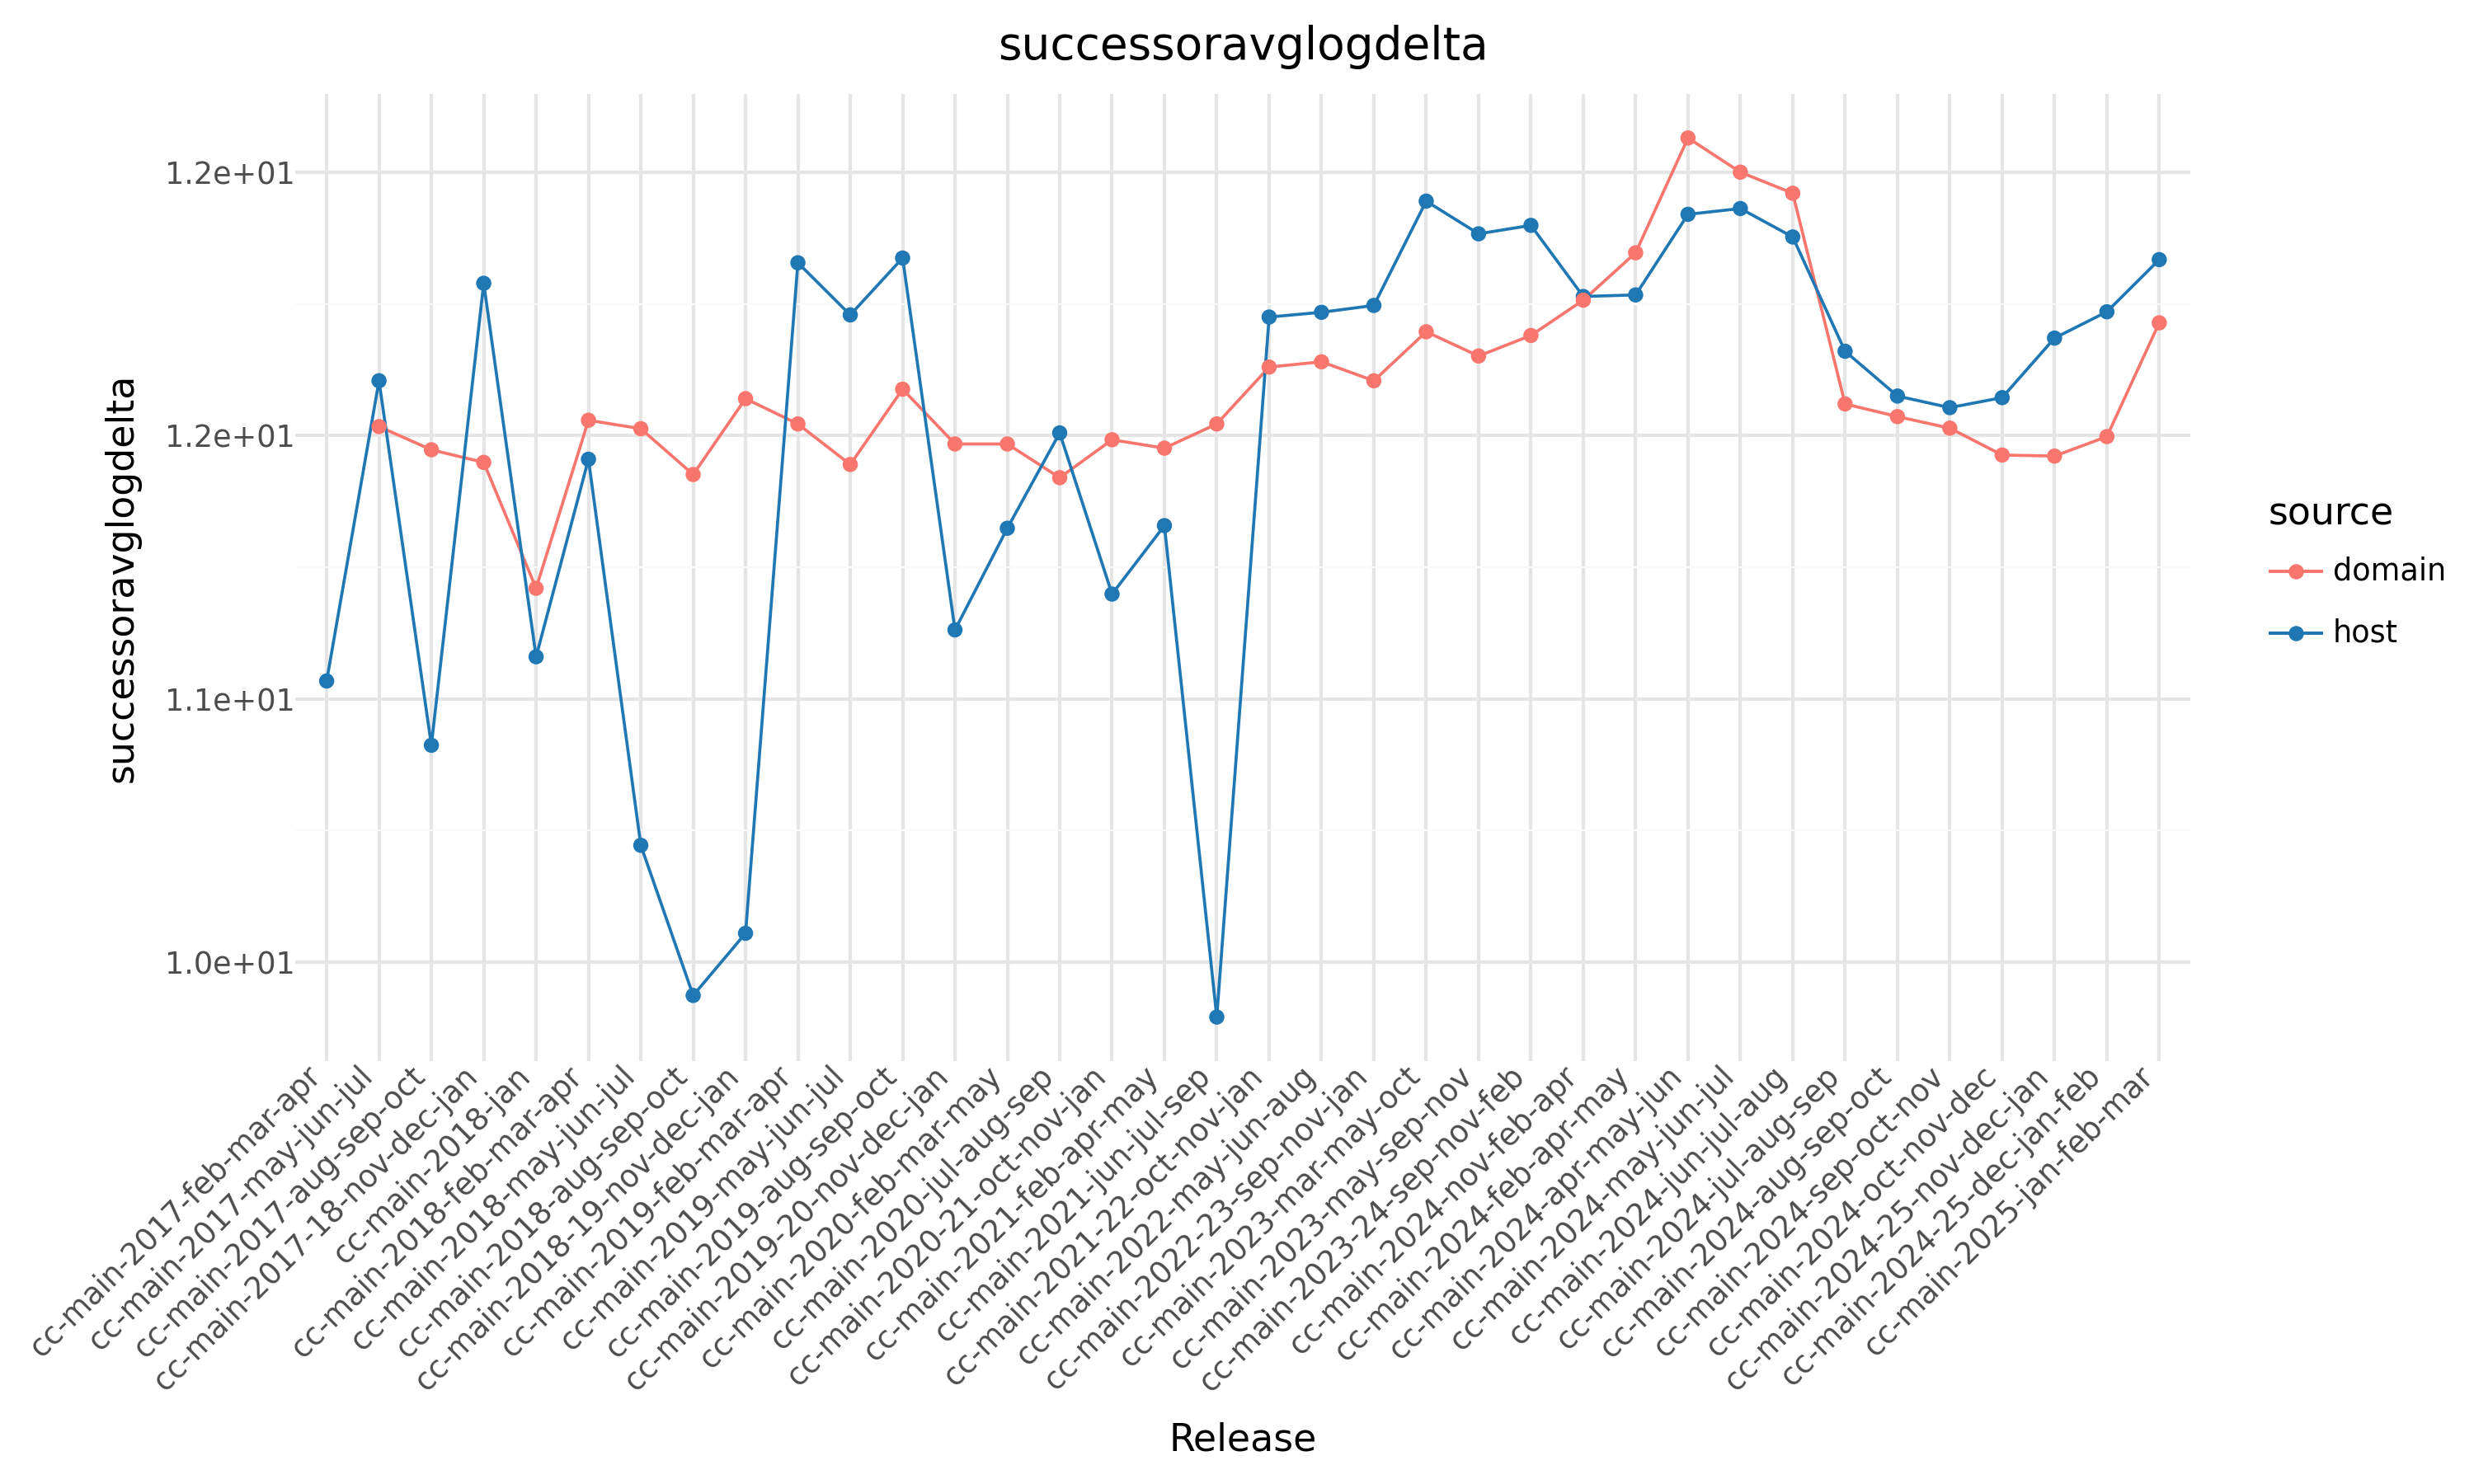 successoravglogdelta
successoravglogdelta
1.2e+01
1.2e+01
1.1e+01
1.0e+01
source
domain
host
cc-main-2017-feb-mar-apr
cc-main-2017-may-jun-jul
cc-main-2017-aug-sep-oct
cc-main-2017-18-nov-dec-jan
cc-main-2018-jan
cc-main-2018-feb-mar-apr
cc-main-2018-may-jun-jul
cc-main-2018-aug-sep-oct
cc-main-2018-19-nov-dec-jan
cc-main-2019-feb-mar-apr
cc-main-2019-may-jun-jul
cc-main-2019-aug-sep-oct
cc-main-2019-20-nov-dec-jan
cc-main-2020-feb-mar-may
cc-main-2020-jul-aug-sep
cc-main-2020-21-oct-nov-jan
cc-main-2021-feb-apr-may
cc-main-2021-jun-jul-sep
cc-main-2021-22-oct-nov-jan
cc-main-2022-may-jun-aug
cc-main-2022-23-sep-nov-jan
cc-main-2023-mar-may-oct
cc-main-2023-may-sep-nov
cc-main-2023-24-sep-nov-feb
cc-main-2024-nov-feb-apr
cc-main-2024-feb-apr-may
cc-main-2024-apr-may-jun
cc-main-2024-may-jun-jul
cc-main-2024-jun-jul-aug
cc-main-2024-jul-aug-sep
cc-main-2024-aug-sep-oct
cc-main-2024-sep-oct-nov
cc-main-2024-oct-nov-dec
cc-main-2024-25-nov-dec-jan
cc-main-2024-25-dec-jan-feb
cc-main-2025-jan-feb-mar
Release